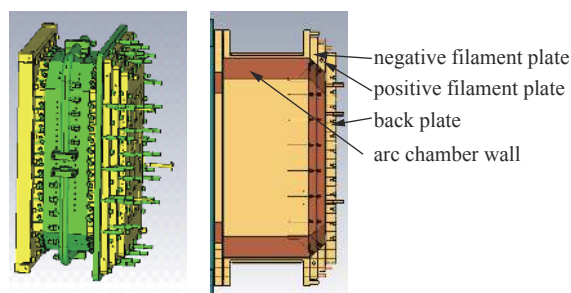 negative filament plate
positive filament plate
back plate
arc chamber wall